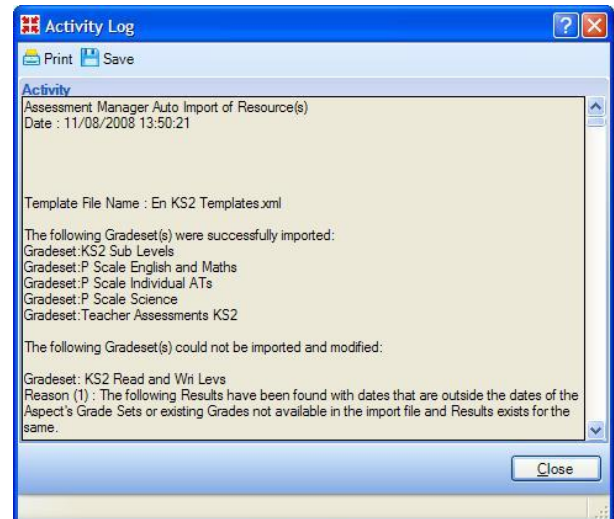 Activity Log
Print Save
Activity
Assessment Manager Auto Import of Resource(s)
Date : 11/08/2008 13:50:21
Template File Name : En KS2 Templates.xml
The following Gradeset(s) were successfully imported:
Gradeset:KS2 Sub Levels
Gradeset:P Scale English and Maths
Gradeset:P Scale Individual ATs
Gradeset:P Scale Science
Gradeset:Teacher Assessments KS2
The following Gradeset(s) could not be imported and modified:
Gradeset: KS2 Read and Wri Levs
Reason (1) : The following Results have been found with dates that are outside the dates of the
Aspect's Grade Sets or existing Grades not available in the import file and Results exists for the
same.
Close